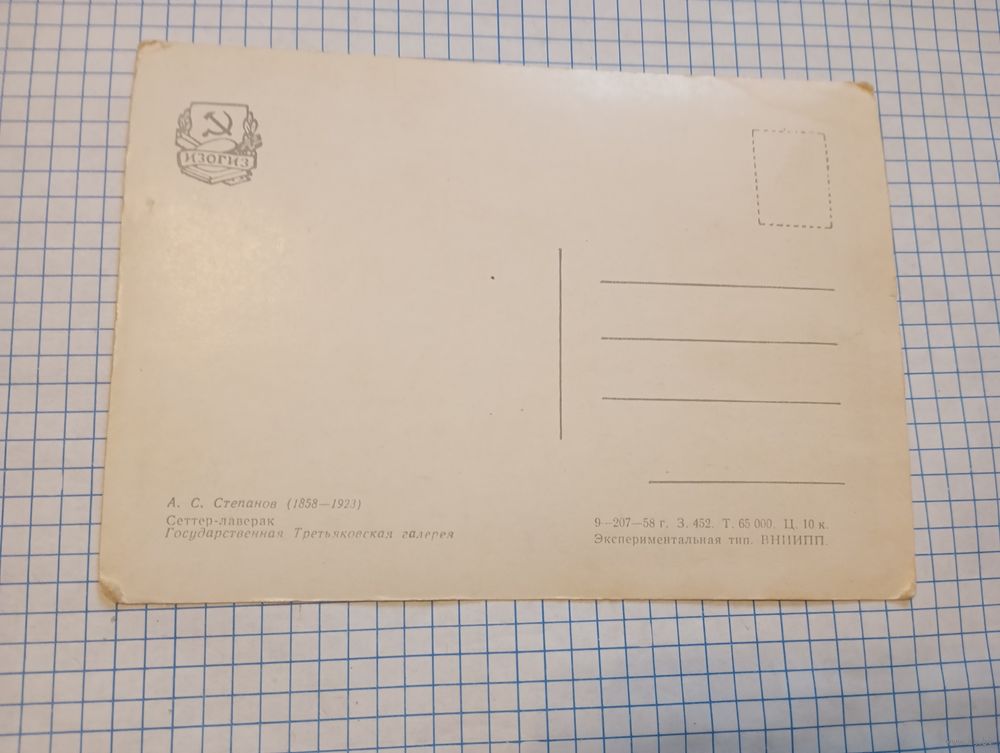 ИЗОГИЗ
А. С. Степанов (1858—1923)
Сеттер-лаверак
Государственная Третьяковская галерея
9—207—58 г. З. 452. Т. 65 000. Ц. 10 к.
Экспериментальная тип. ВНИИПП.